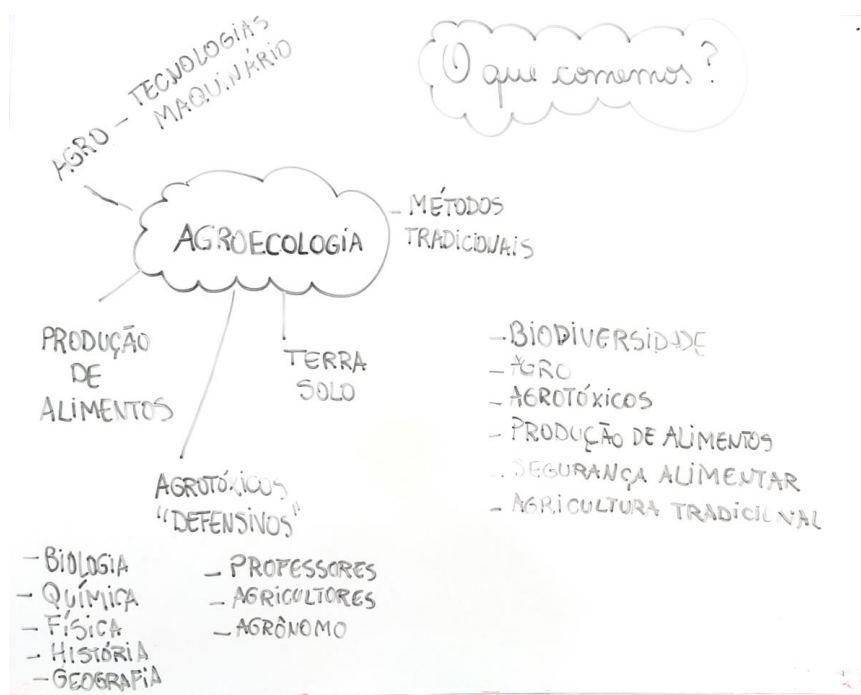 AGRO - TECNOLOGIAS
MAQUINÁRIO
O que comemos?
AGROECOLOGIA
- MÉTODOS
TRADICIONAIS
PRODUÇÃO
DE
ALIMENTOS
TERRA
SOLO
AGROTÓXICOS
"DEFENSIVOS"
- BIODIVERSIDADE
- AGRO
- AGROTÓXICOS
- PRODUÇÃO DE ALIMENTOS
- SEGURANÇA ALIMENTAR
- AGRICULTURA TRADICIONAL
- BIOLOGIA
- QUÍMICA
- FÍSICA
- HISTÓRIA
- GEOGRAFIA
- PROFESSORES
- AGRICULTORES
- AGRÔNOMO